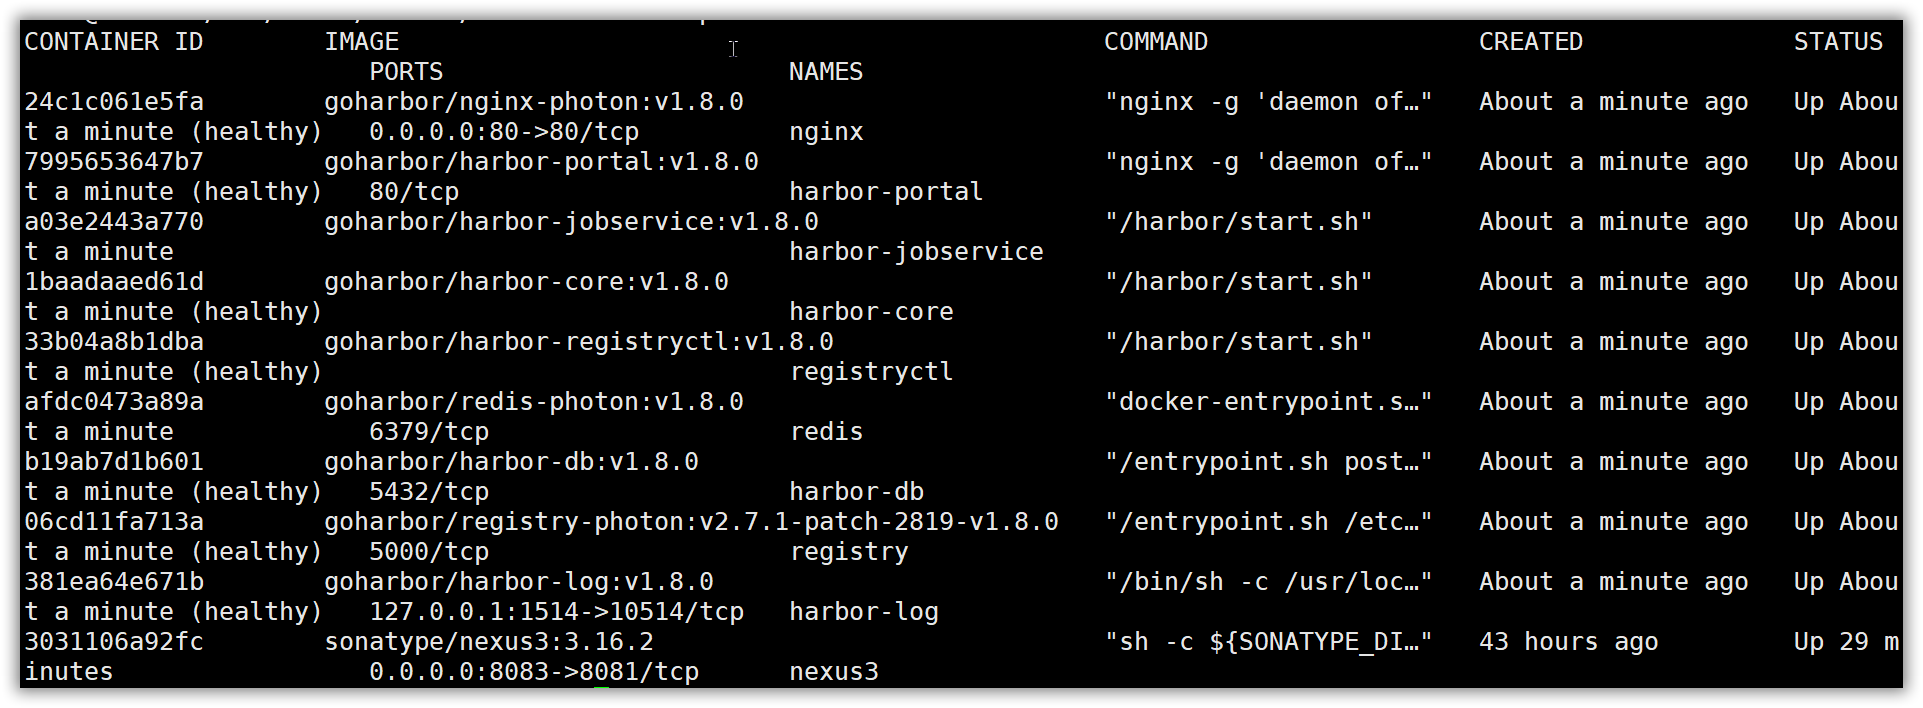 CONTAINER ID        IMAGE                                               COMMAND                  CREATED              STATUS
                       PORTS                       NAMES
24c1c061e5fa        goharbor/nginx-photon:v1.8.0                        "nginx -g 'daemon of…"   About a minute ago   Up Abou
t a minute (healthy)   0.0.0.0:80->80/tcp          nginx
7995653647b7        goharbor/harbor-portal:v1.8.0                       "nginx -g 'daemon of…"   About a minute ago   Up Abou
t a minute (healthy)   80/tcp                      harbor-portal
a03e2443a770        goharbor/harbor-jobservice:v1.8.0                   "/harbor/start.sh"       About a minute ago   Up Abou
t a minute                                         harbor-jobservice
1baadaaed61d        goharbor/harbor-core:v1.8.0                         "/harbor/start.sh"       About a minute ago   Up Abou
t a minute (healthy)                               harbor-core
33b04a8b1dba        goharbor/harbor-registryctl:v1.8.0                  "/harbor/start.sh"       About a minute ago   Up Abou
t a minute (healthy)                               registryctl
afdc0473a89a        goharbor/redis-photon:v1.8.0                        "docker-entrypoint.s…"   About a minute ago   Up Abou
t a minute             6379/tcp                    redis
b19ab7d1b601        goharbor/harbor-db:v1.8.0                           "/entrypoint.sh post…"   About a minute ago   Up Abou
t a minute (healthy)   5432/tcp                    harbor-db
06cd11fa713a        goharbor/registry-photon:v2.7.1-patch-2819-v1.8.0   "/entrypoint.sh /etc…"   About a minute ago   Up Abou
t a minute (healthy)   5000/tcp                    registry
381ea64e671b        goharbor/harbor-log:v1.8.0                          "/bin/sh -c /usr/loc…"   About a minute ago   Up Abou
t a minute (healthy)   127.0.0.1:1514->10514/tcp   harbor-log
3031106a92fc        sonatype/nexus3:3.16.2                              "sh -c ${SONATYPE_DI…"   43 hours ago         Up 29 m
inutes                 0.0.0.0:8083->8081/tcp      nexus3